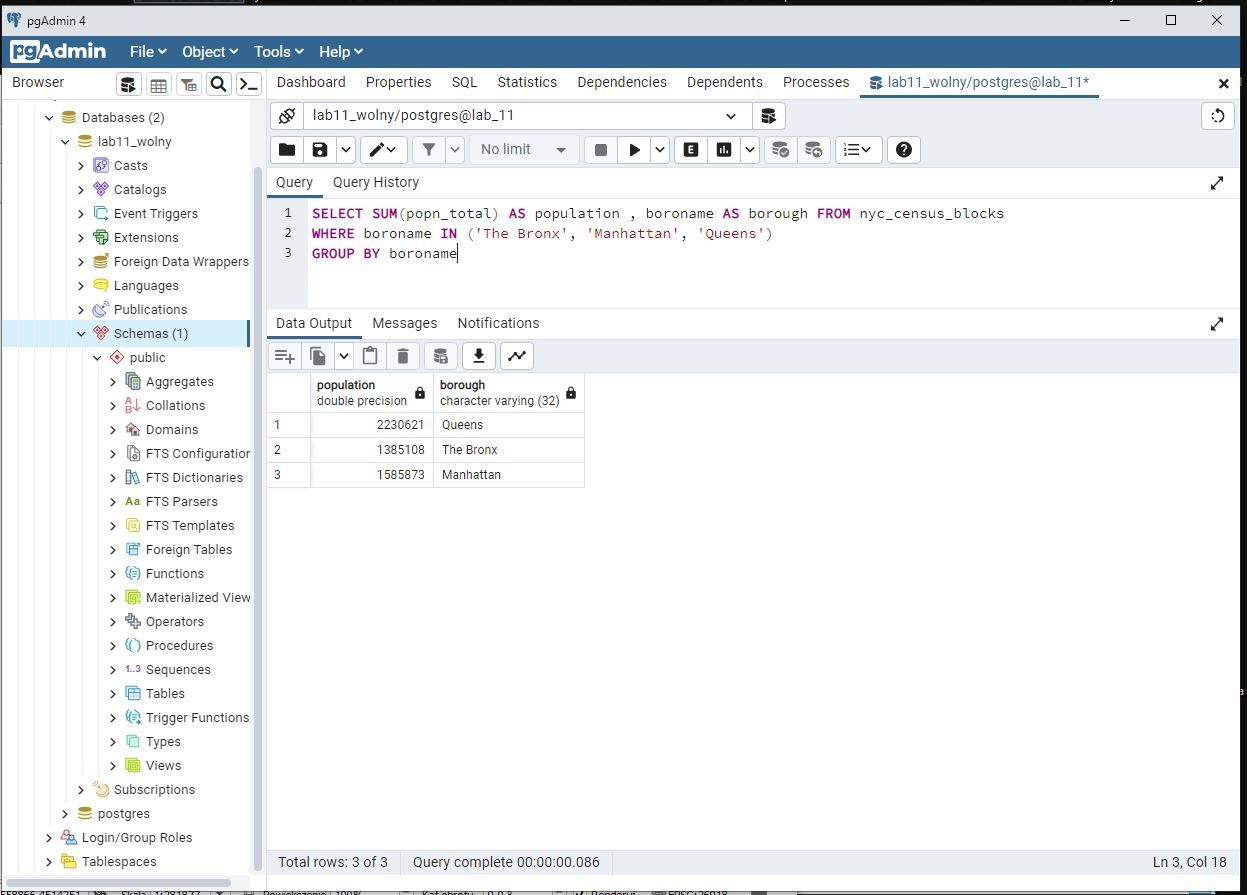 pgAdmin 4
pgAdmin File Object Tools Help
Browser
Dashboard Properties SQL Statistics Dependencies Dependents Processes lab11_wolny/postgres@lab_11*
Databases (2)
lab11_wolny
Casts
Catalogs
Event Triggers
Extensions
Foreign Data Wrappers
Languages
Publications
Schemas (1)
public
Aggregates
Collations
Domains
FTS Configuration
FTS Dictionaries
Aa FTS Parsers
FTS Templates
Foreign Tables
Functions
Materialized View
Operators
Procedures
1..3 Sequences
Tables
Trigger Functions
Types
Views
Subscriptions
postgres
Login/Group Roles
Tablespaces
lab11_wolny/postgres@lab_11
No limit E
Query Query History
1 SELECT SUM(popn_total) AS population , boroname AS borough FROM nyc_census_blocks
2 WHERE boroname IN ('The Bronx', 'Manhattan', 'Queens')
3 GROUP BY boroname
Data Output Messages Notifications
population borough
double precision character varying (32)
1 2230621 Queens
2 1385108 The Bronx
3 1585873 Manhattan
Total rows: 3 of 3 Query complete 00:00:00.086 Ln 3, Col 18